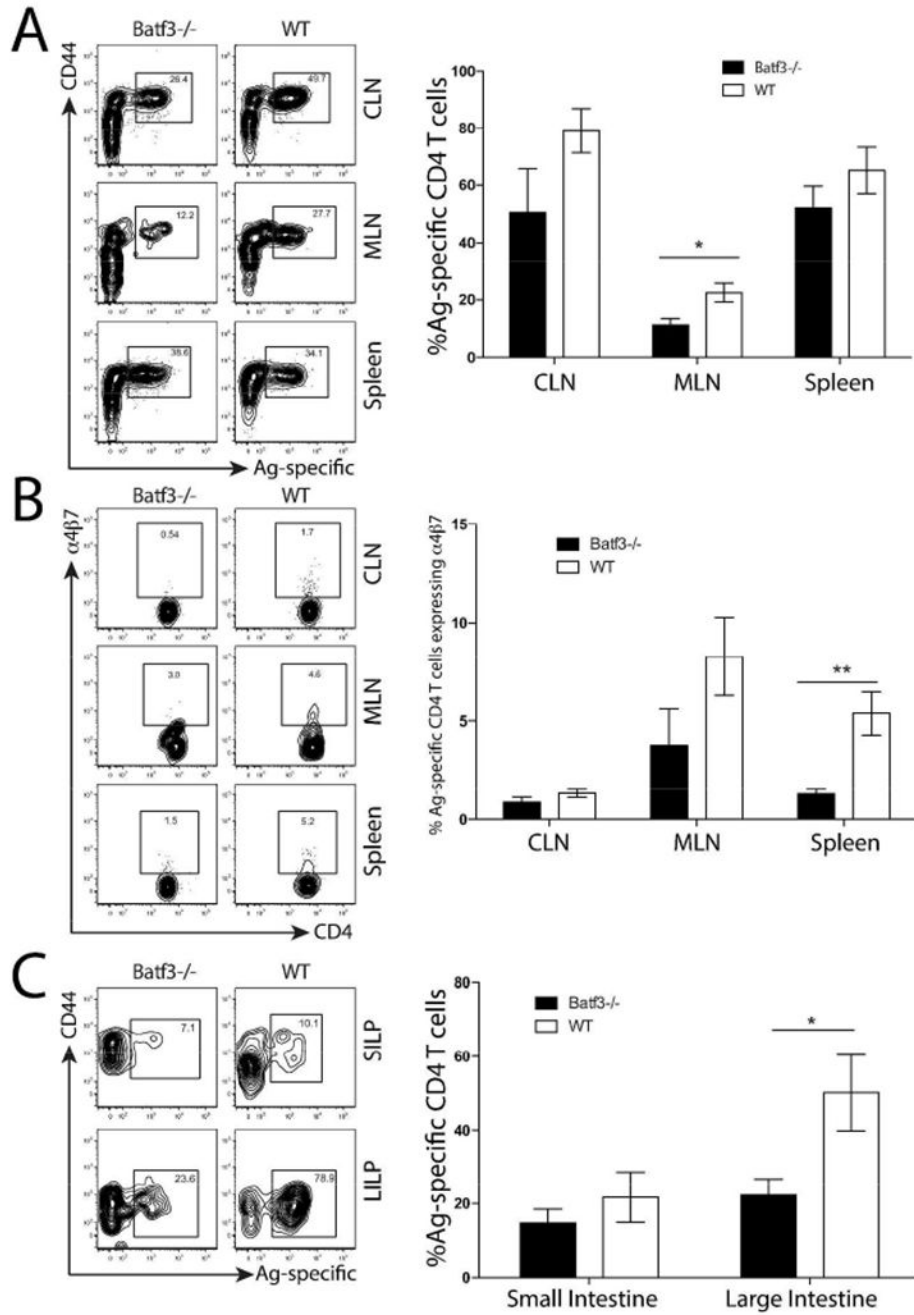 A
Batf3-/-
WT
CD44
26.4
49.7
CLN
12.2
27.7
MLN
38.6
34.1
Spleen
Ag-specific
%Ag-specific CD4 T cells
100
80
60
40
20
0
Batf3-/-
WT
*
CLN
MLN
Spleen
B
Batf3-/-
WT
α4β7
0.54
1.7
CLN
3.0
4.6
MLN
1.5
5.2
Spleen
CD4
% Ag-specific CD4 T cells expressing α4β7
15
10
5
0
Batf3-/-
WT
**
CLN
MLN
Spleen
C
Batf3-/-
WT
CD44
7.1
10.1
SILP
23.6
78.9
LILP
Ag-specific
%Ag-specific CD4 T cells
80
60
40
20
0
Batf3-/-
WT
*
Small Intestine
Large Intestine